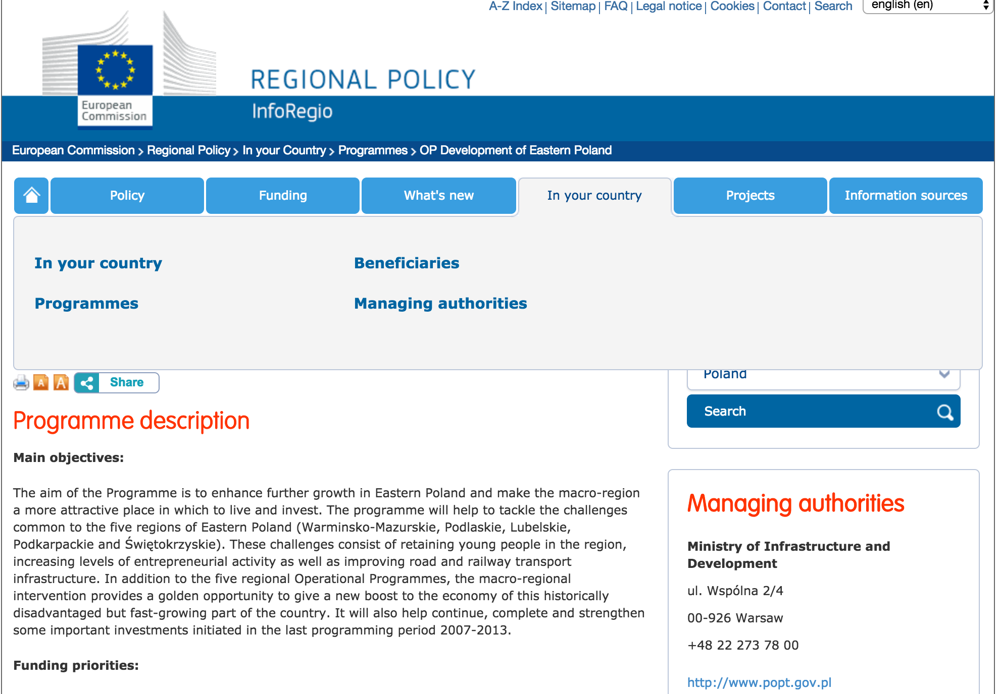 A-Z Index | Sitemap | FAQ | Legal notice | Cookies | Contact | Search
english (en)
REGIONAL POLICY
European
Commission
InfoRegio
European Commission > Regional Policy > In your Country > Programmes > OP Development of Eastern Poland
Policy
Funding
What's new
In your country
Projects
Information sources
In your country
Beneficiaries
Programmes
Managing authorities
Poland
A
A
Share
Search
Programme description
Main objectives:
The aim of the Programme is to enhance further growth in Eastern Poland and make the macro-region
a more attractive place in which to live and invest. The programme will help to tackle the challenges
common to the five regions of Eastern Poland (Warminsko-Mazurskie, Podlaskie, Lubelskie,
Podkarpackie and Świętokrzyskie). These challenges consist of retaining young people in the region,
increasing levels of entrepreneurial activity as well as improving road and railway transport
infrastructure. In addition to the five regional Operational Programmes, the macro-regional
intervention provides a golden opportunity to give a new boost to the economy of this historically
disadvantaged but fast-growing part of the country. It will also help continue, complete and strengthen
some important investments initiated in the last programming period 2007-2013.
Funding priorities:
Managing authorities
Ministry of Infrastructure and
Development
ul. Wspólna 2/4
00-926 Warsaw
+48 22 273 78 00
http://www.popt.gov.pl